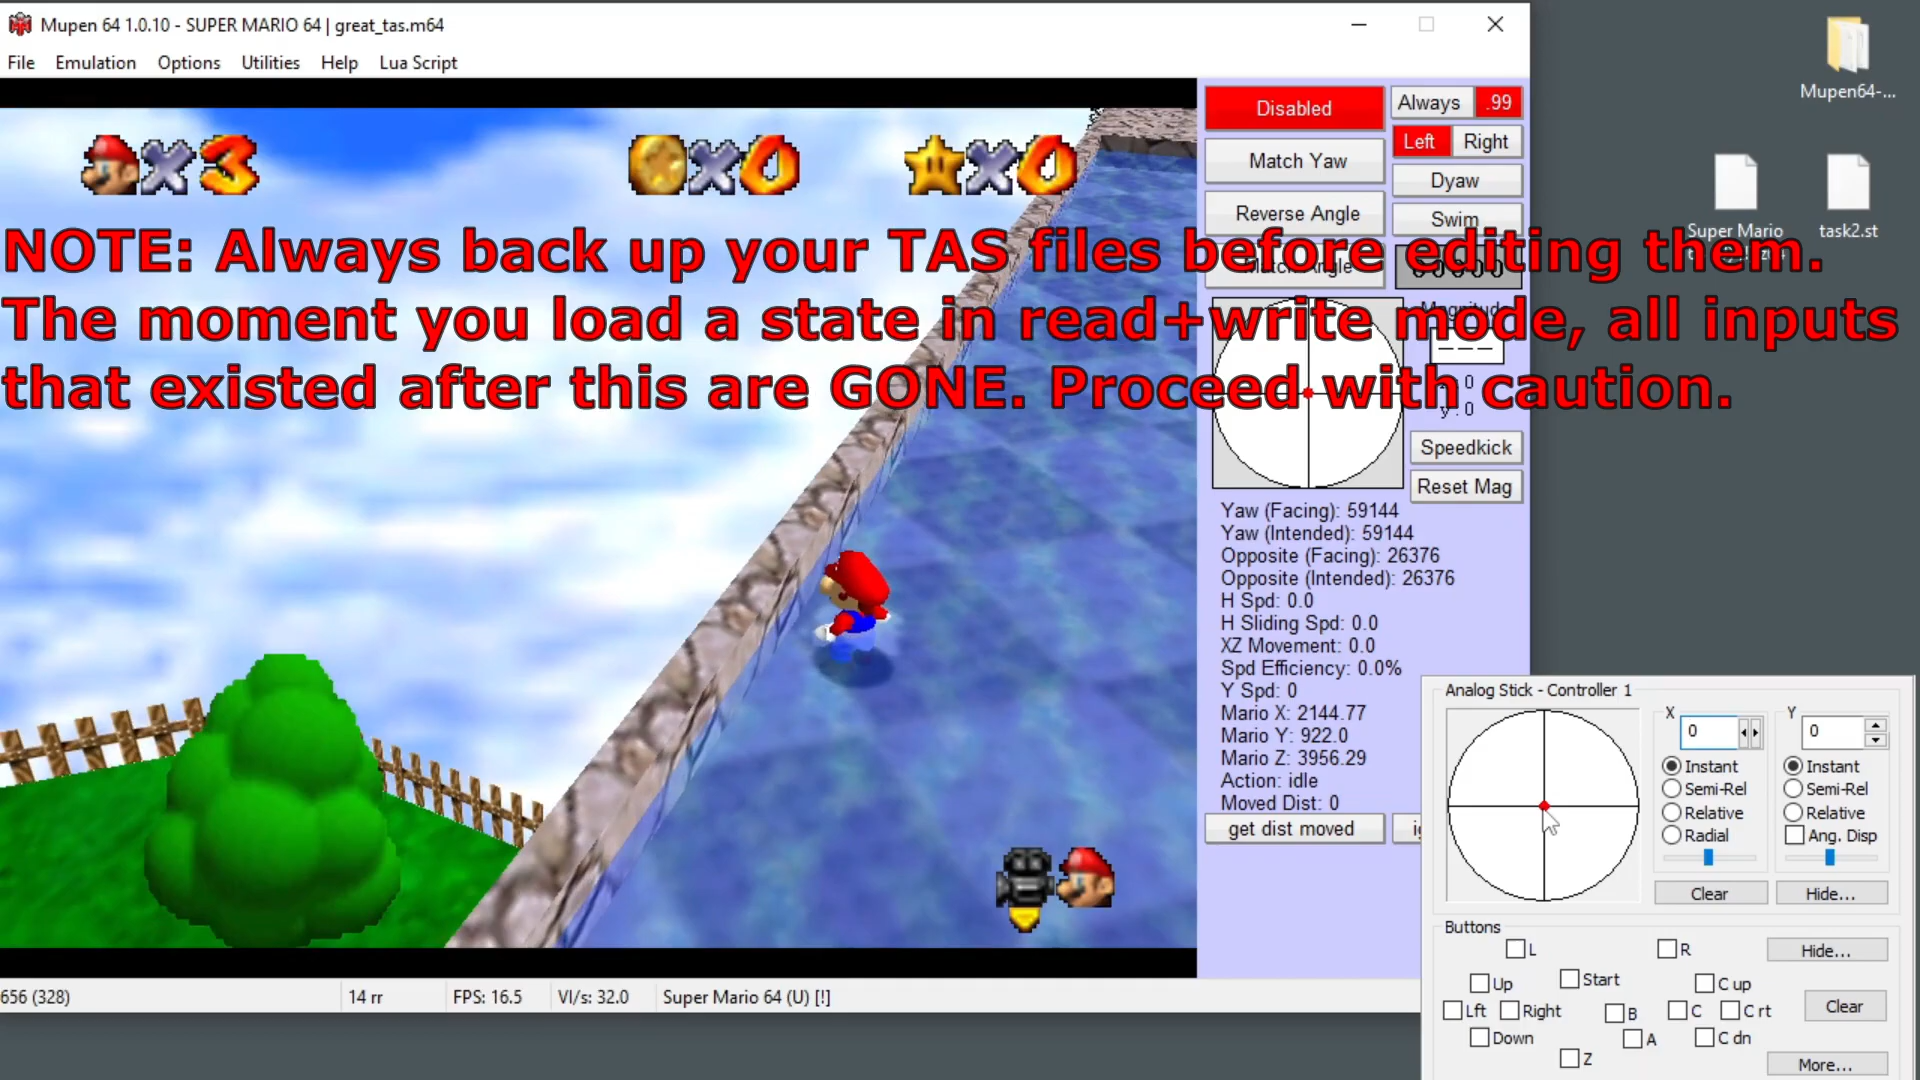 Mupen 64 1.0.10 - SUPER MARIO 64 | great_tas.m64
File Emulation Options Utilities Help Lua Script
x3 x0 x0
NOTE: Always back up your TAS files before editing them.
The moment you load a state in read+write mode, all inputs
that existed after this are GONE. Proceed with caution.
Disabled
Always .99
Left Right
Match Yaw
Dyaw
Reverse Angle
Swim
Speedkick
Reset Mag
Yaw (Facing): 59144
Yaw (Intended): 59144
Opposite (Facing): 26376
Opposite (Intended): 26376
H Spd: 0.0
H Sliding Spd: 0.0
XZ Movement: 0.0
Spd Efficiency: 0.0%
Y Spd: 0
Mario X: 2144.77
Mario Y: 922.0
Mario Z: 3956.29
Action: idle
Moved Dist: 0
get dist moved
Mupen64-...
Super Mario
task2.st
Analog Stick - Controller 1
X 0 Y 0
Instant Instant
Semi-Rel Semi-Rel
Relative Relative
Radial Ang. Disp
Clear Hide...
Buttons
L R Hide...
Up Start C up
Lft Right B C C rt Clear
Down A C dn
Z More...
656 (328) 14 rr FPS: 16.5 VI/s: 32.0 Super Mario 64 (U) [!]